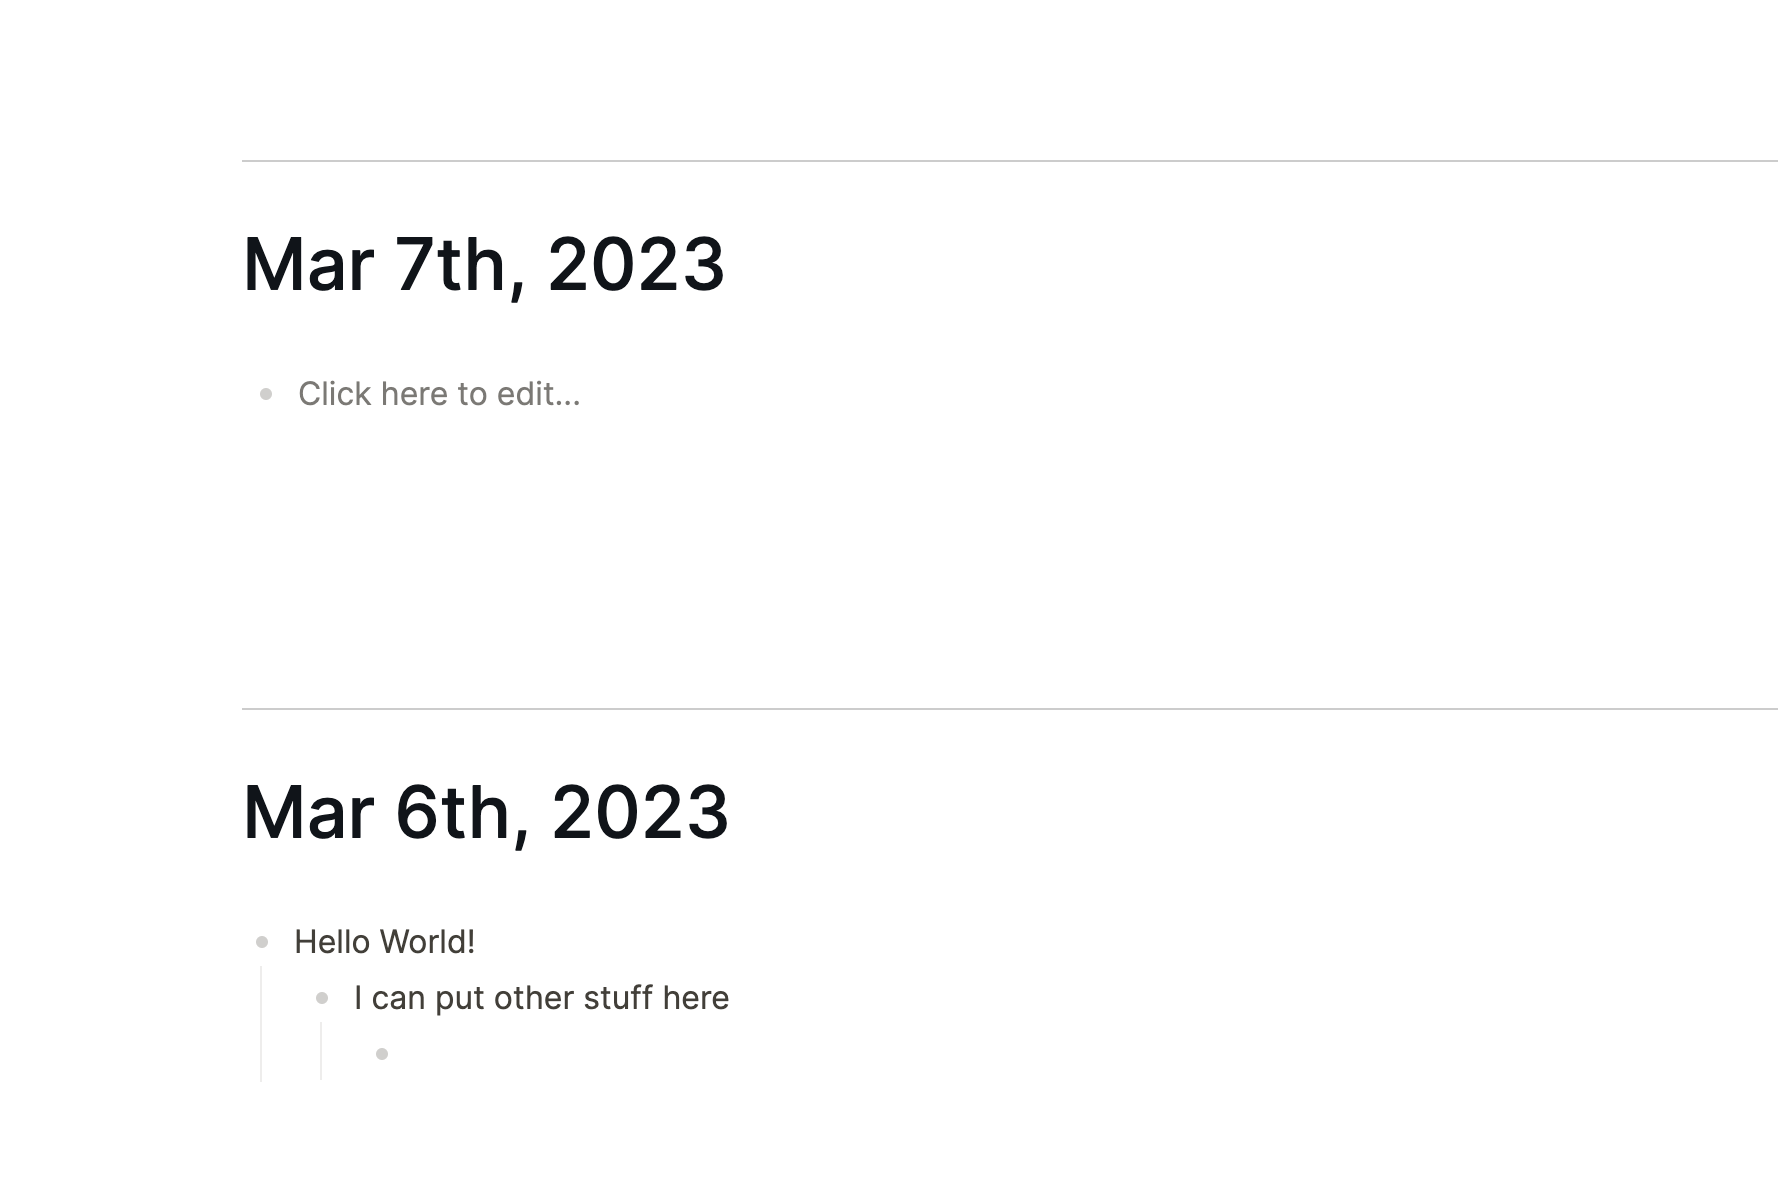 Mar 7th, 2023
Click here to edit...
Mar 6th, 2023
Hello World!
I can put other stuff here